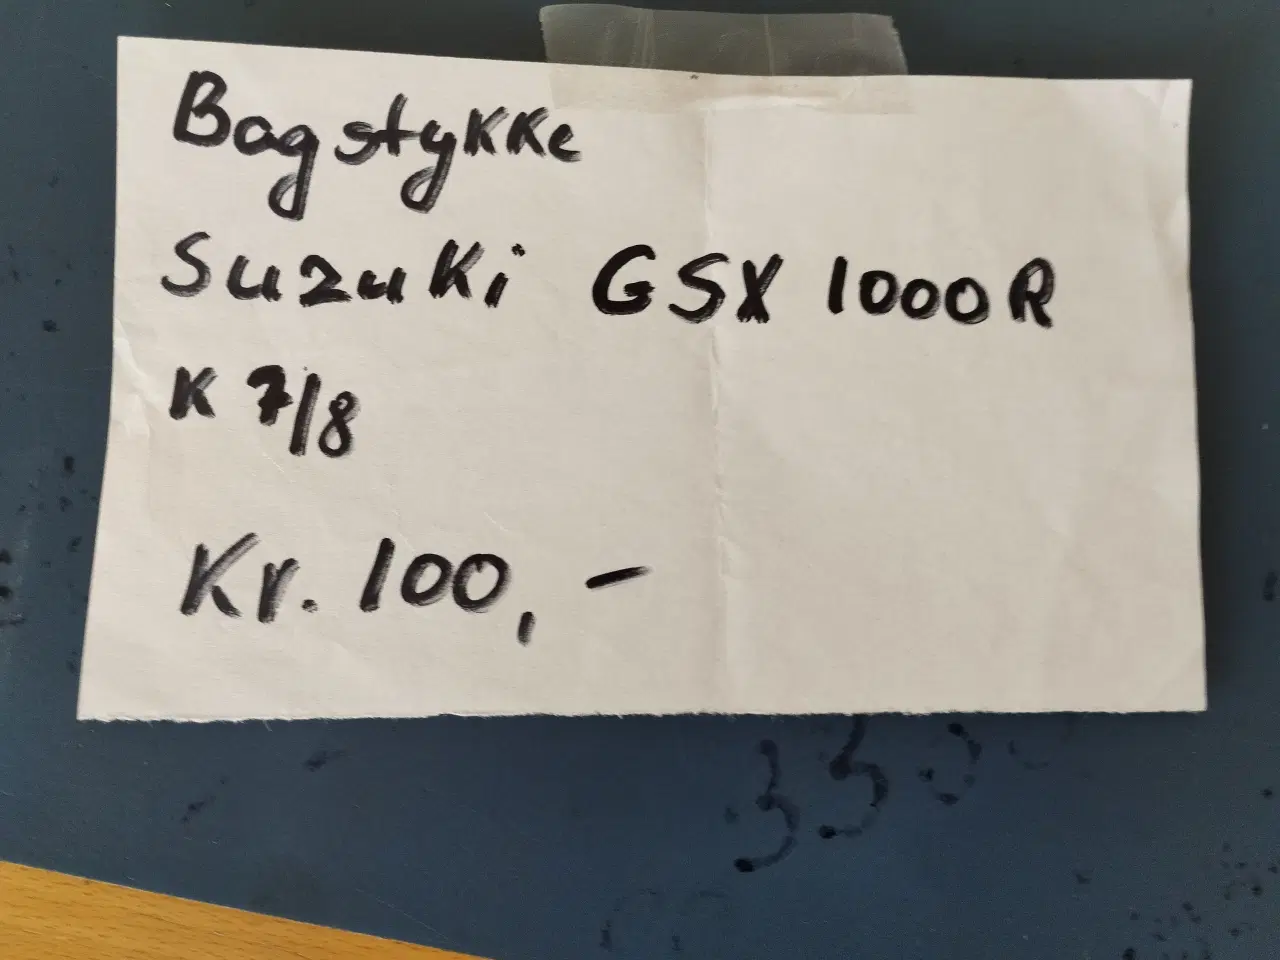 Bagstykke
Suzuki GSX 1000R
K 7/8
Kr. 100,-